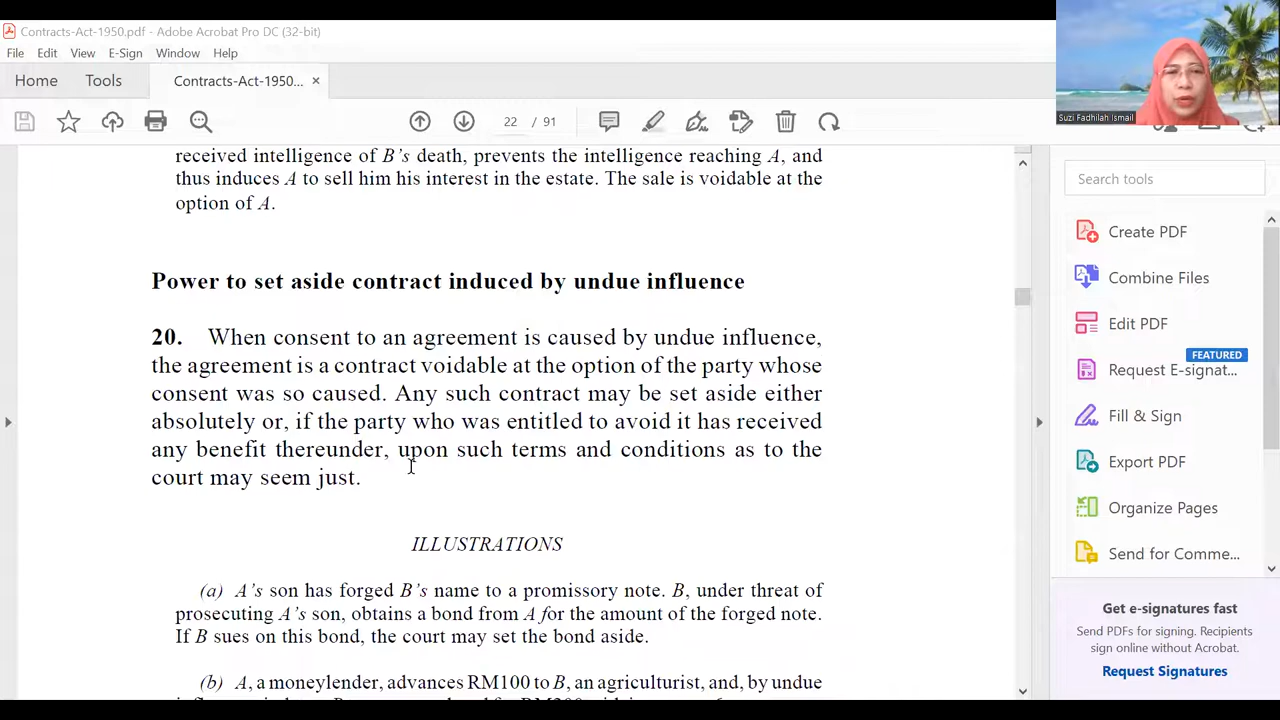 Contracts-Act-1950.pdf - Adobe Acrobat Pro DC (32-bit)
File Edit View E-Sign Window Help
Home Tools Contracts-Act-1950... ×
22 / 91
Suzi Fadhilah Ismail
received intelligence of B's death, prevents the intelligence reaching A, and
thus induces A to sell him his interest in the estate. The sale is voidable at the
option of A.
Power to set aside contract induced by undue influence
20. When consent to an agreement is caused by undue influence,
the agreement is a contract voidable at the option of the party whose
consent was so caused. Any such contract may be set aside either
absolutely or, if the party who was entitled to avoid it has received
any benefit thereunder, upon such terms and conditions as to the
court may seem just.
ILLUSTRATIONS
(a) A's son has forged B's name to a promissory note. B, under threat of
prosecuting A's son, obtains a bond from A for the amount of the forged note.
If B sues on this bond, the court may set the bond aside.
(b) A, a moneylender, advances RM100 to B, an agriculturist, and, by undue
Search tools
Create PDF
Combine Files
Edit PDF
FEATURED
Request E-signat...
Fill & Sign
Export PDF
Organize Pages
Send for Comme...
Get e-signatures fast
Send PDFs for signing. Recipients
sign online without Acrobat.
Request Signatures